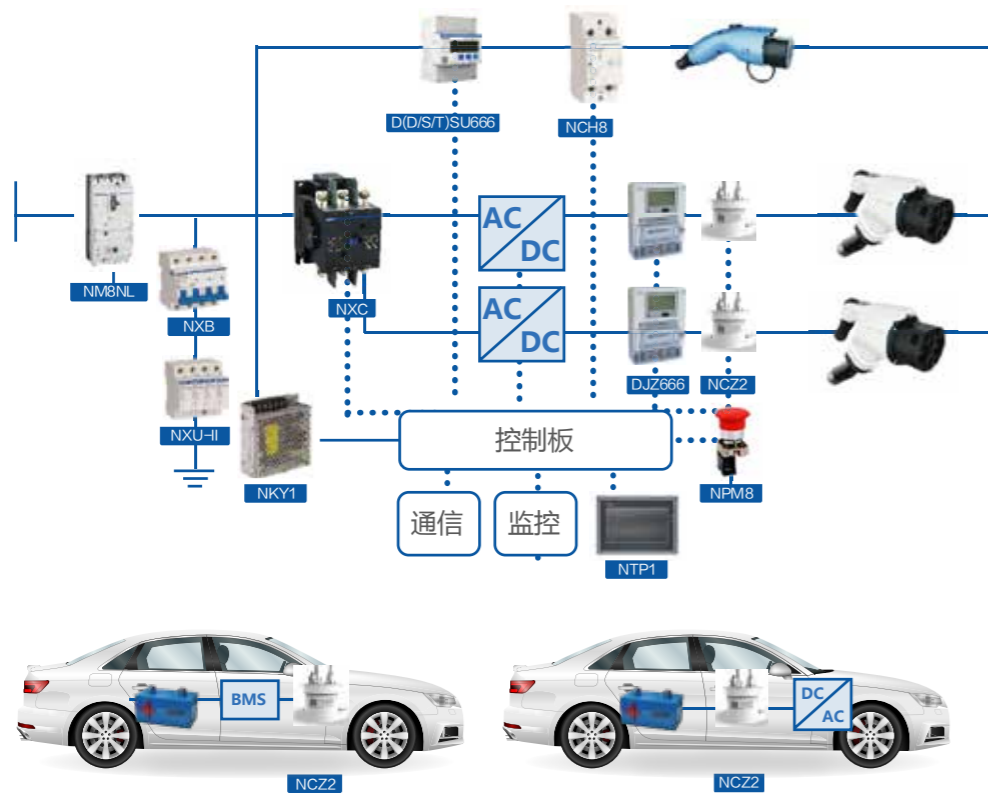 D(D/S/T)SU666
NCH8
NM8NL
NXB
NXU-II
NXC
AC
DC
AC
DC
DJZ666
NCZ2
NKY1
控制板
NPM8
通信
监控
NTP1
BMS
NCZ2
DC
AC
NCZ2